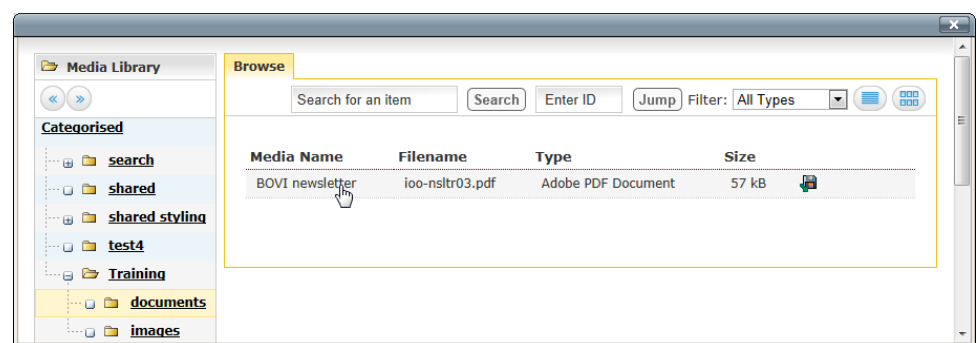 Media Library
Browse
Search for an item Search Enter ID Jump Filter: All Types
Categorised
search
shared
shared styling
test4
Training
documents
images
Media Name Filename Type Size
BOVI newsletter ioo-nsltr03.pdf Adobe PDF Document 57 kB